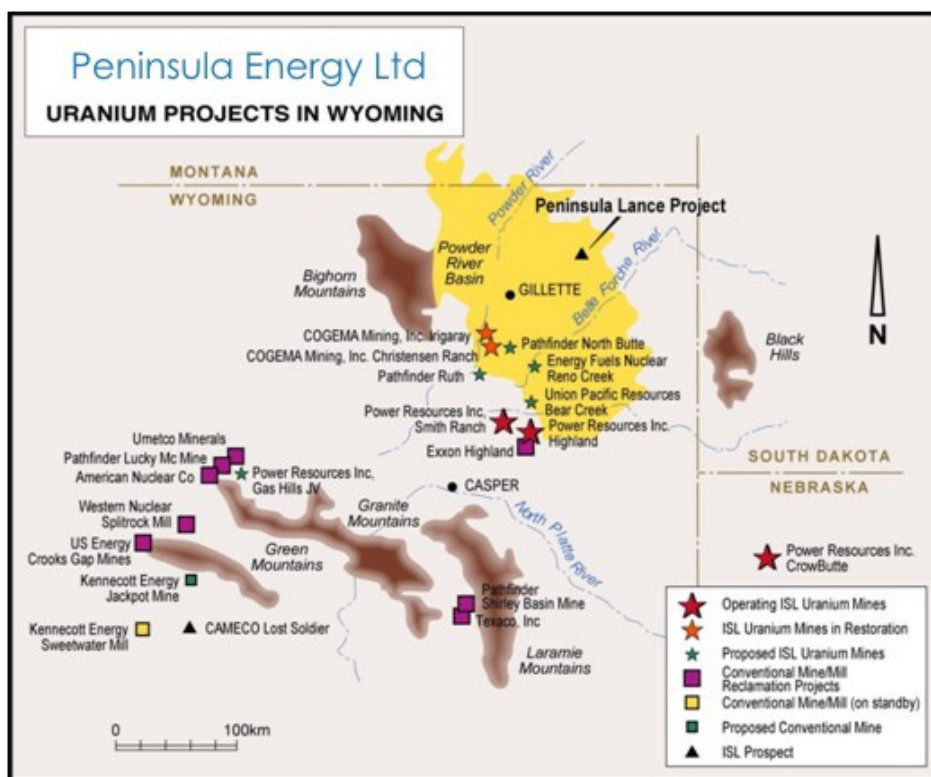 Peninsula Energy Ltd
URANIUM PROJECTS IN WYOMING
MONTANA
WYOMING
Powder River
Peninsula Lance Project
Powder
River
Basin
Bighorn
Mountains
GILLETTE
Belle Forche River
N
Black
Hills
COGEMA Mining, Inc Irigaray
COGEMA Mining, Inc. Christensen Ranch
Pathfinder North Butte
Energy Fuels Nuclear
Reno Creek
Pathfinder Ruth
Union Pacific Resources
Bear Creek
Power Resources Inc,
Smith Ranch
Power Resources Inc.
Highland
Exxon Highland
Umetco Minerals
Pathfinder Lucky Mc Mine
American Nuclear Co
Power Resources Inc,
Gas Hills JV
SOUTH DAKOTA
NEBRASKA
CASPER
Western Nuclear
Splitrock Mill
Granite
Mountains
North Platte River
US Energy
Crooks Gap Mines
Green
Mountains
Power Resources Inc.
CrowButte
Kennecott Energy
Jackpot Mine
Pathfinder
Shirley Basin Mine
Texaco, Inc
Kennecott Energy
Sweetwater Mill
CAMECO Lost Soldier
Laramie
Mountains
Operating ISL Uranium Mines
ISL Uranium Mines in Restoration
Proposed ISL Uranium Mines
Conventional Mine/Mill
Reclamation Projects
Conventional Mine/Mill (on standby)
Proposed Conventional Mine
ISL Prospect
0 100km